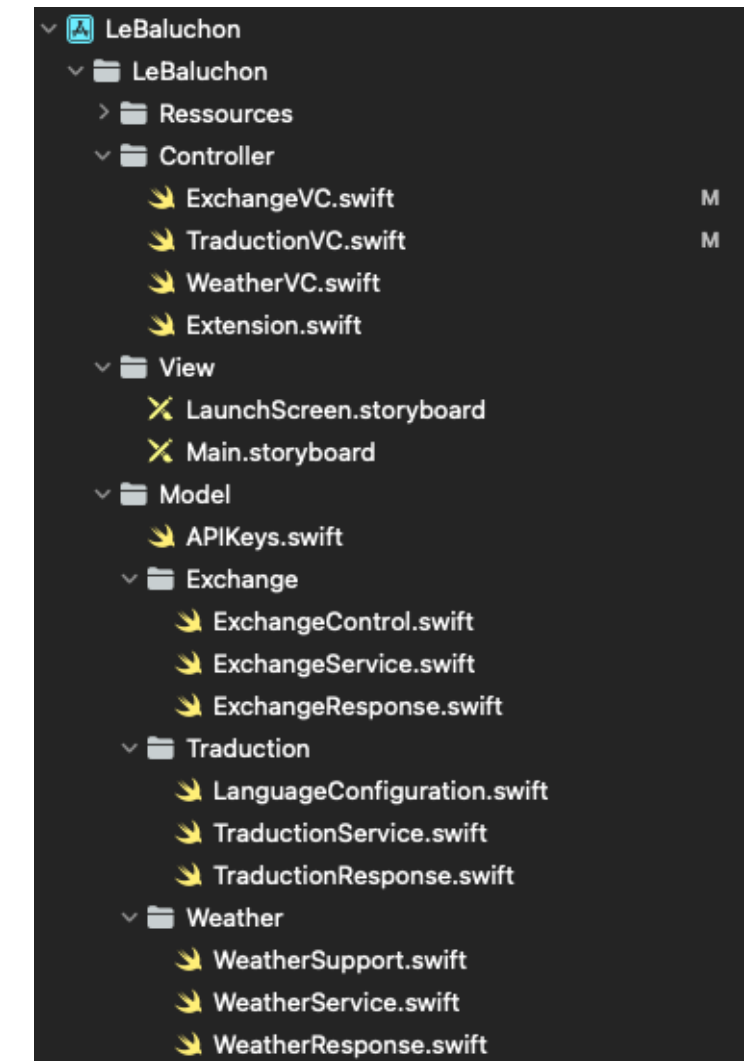 LeBaluchon
LeBaluchon
Ressources
Controller
ExchangeVC.swift M
TraductionVC.swift M
WeatherVC.swift
Extension.swift
View
LaunchScreen.storyboard
Main.storyboard
Model
APIKeys.swift
Exchange
ExchangeControl.swift
ExchangeService.swift
ExchangeResponse.swift
Traduction
LanguageConfiguration.swift
TraductionService.swift
TraductionResponse.swift
Weather
WeatherSupport.swift
WeatherService.swift
WeatherResponse.swift